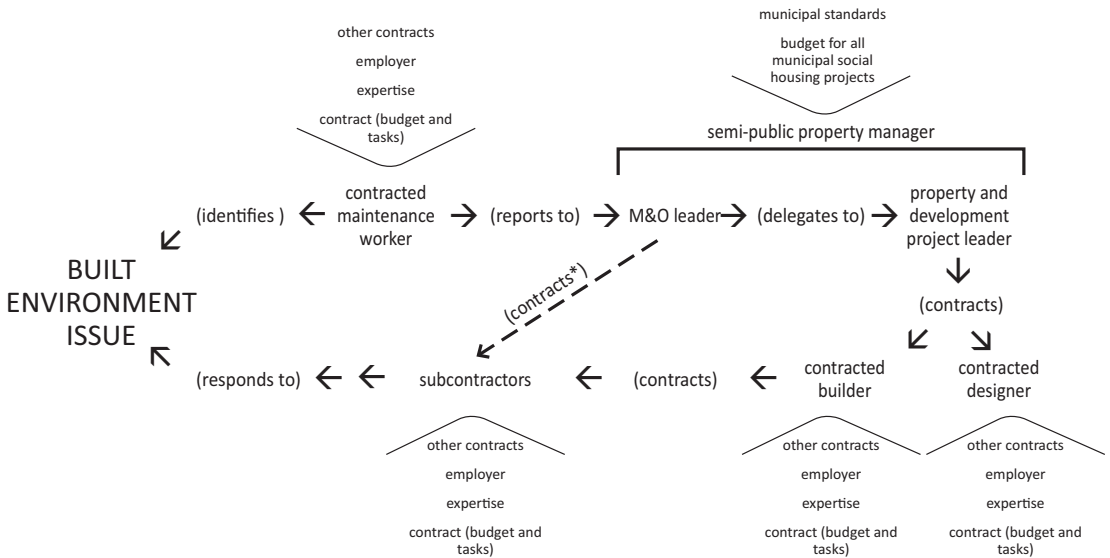 municipal standards
budget for all
municipal social
housing projects
other contracts
employer
expertise
contract (budget and
tasks)
semi-public property manager
(identifies )
contracted
maintenance
worker
(reports to)
M&O leader
(delegates to)
property and
development
project leader
BUILT
ENVIRONMENT
ISSUE
(contracts*)
(contracts)
(responds to)
subcontractors
(contracts)
contracted
builder
contracted
designer
other contracts
employer
expertise
contract (budget and
tasks)
other contracts
employer
expertise
contract (budget and
tasks)
other contracts
employer
expertise
contract (budget and
tasks)